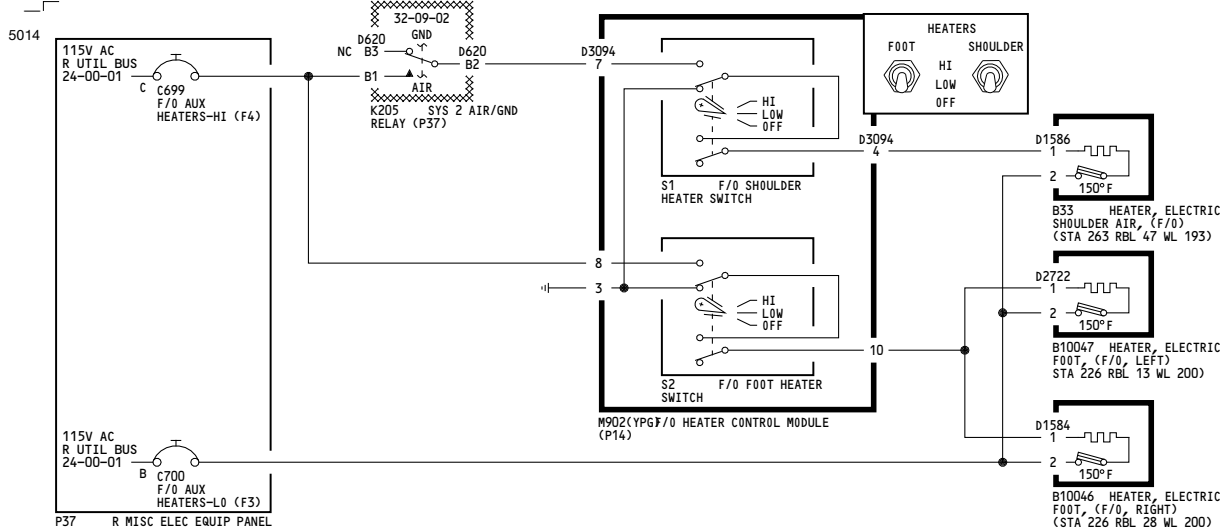 5014
115V AC
R UTIL BUS
24-00-01
C
C699
F/O AUX
HEATERS-HI (F4)
32-09-02
GND
D620
NC B3
D620
B2
B1
AIR
K205 SYS 2 AIR/GND
RELAY (P37)
D3094
7
HI
LOW
OFF
S1 F/O SHOULDER
HEATER SWITCH
HEATERS
FOOT SHOULDER
HI
LOW
OFF
D3094
4
D1586
1
2
150°F
B33 HEATER, ELECTRIC
SHOULDER AIR, (F/O)
(STA 263 RBL 47 WL 193)
8
3
HI
LOW
OFF
S2 F/O FOOT HEATER
SWITCH
10
M902(YPG)F/O HEATER CONTROL MODULE
(P14)
D2722
1
2
150°F
B10047 HEATER, ELECTRIC
FOOT, (F/O, LEFT)
STA 226 RBL 13 WL 200)
115V AC
R UTIL BUS
24-00-01
B
C700
F/O AUX
HEATERS-LO (F3)
P37 R MISC ELEC EQUIP PANEL
D1584
1
2
150°F
B10046 HEATER, ELECTRIC
FOOT, (F/O, RIGHT)
(STA 226 RBL 28 WL 200)